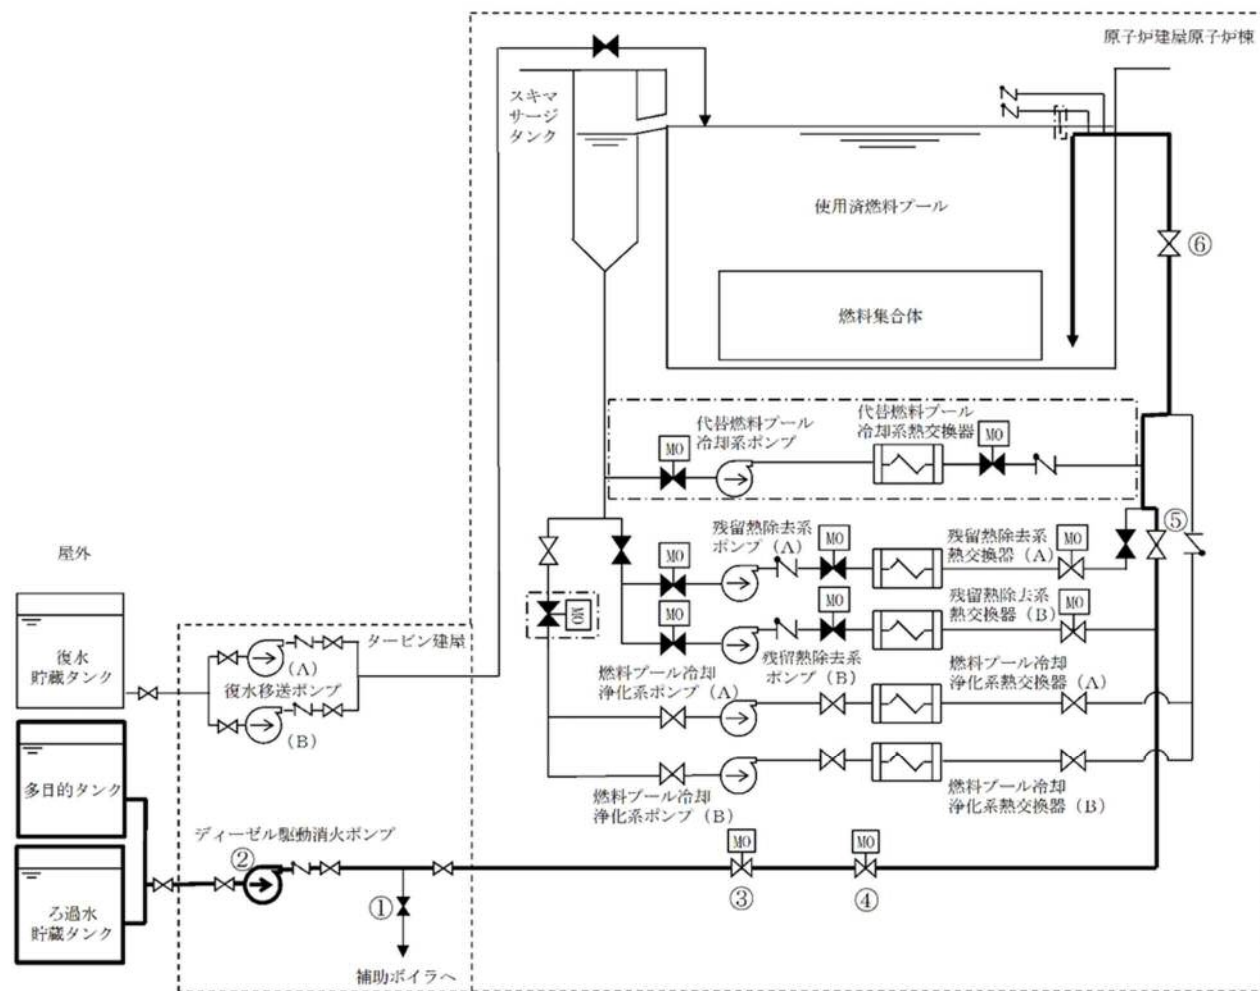 原子炉建屋原子炉棟
スキマ
サージ
タンク
使用済燃料プール
⑥
燃料集合体
代替燃料プール
冷却系ポンプ
代替燃料プール
冷却系熱交換器
MO
MO
残留熱除去系
ポンプ(A)
MO
MO
残留熱除去系
熱交換器(A)
MO
⑤
MO
MO
残留熱除去系
熱交換器(B)
MO
MO
残留熱除去系
ポンプ(B)
燃料プール冷却
浄化系ポンプ(A)
燃料プール冷却
浄化系熱交換器(A)
燃料プール冷却
浄化系ポンプ(B)
燃料プール冷却
浄化系熱交換器(B)
屋外
復水
貯蔵タンク
タービン建屋
(A)
復水移送ポンプ
(B)
多目的タンク
ろ過水
貯蔵タンク
ディーゼル駆動消火ポンプ
②
①
補助ボイラへ
MO
③
MO
④